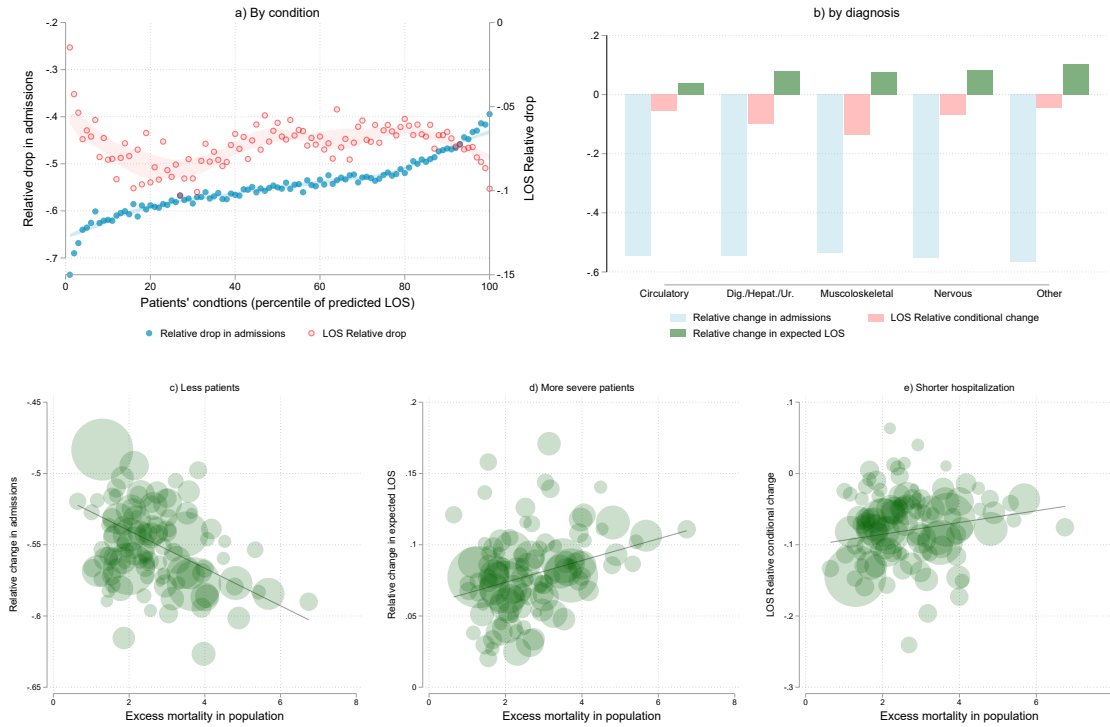 a) By condition
-.2
-.3
-.4
-.5
-.6
-.7
Relative drop in admissions
0
-.05
-.1
-.15
LOS Relative drop
0
20
40
60
80
100
Patients' condtions (percentile of predicted LOS)
Relative drop in admissions
LOS Relative drop
b) by diagnosis
.2
0
-.2
-.4
-.6
Circulatory
Dig./Hepat./Ur.
Muscoloskeletal
Nervous
Other
Relative change in admissions
LOS Relative conditional change
Relative change in expected LOS
c) Less patients
-.45
-.5
-.55
-.6
-.65
Relative change in admissions
0
2
4
6
8
Excess mortality in population
d) More severe patients
.2
.15
.1
.05
0
Relative change in expected LOS
0
2
4
6
8
Excess mortality in population
e) Shorter hospitalization
.1
0
-.1
-.2
-.3
LOS Relative conditional change
0
2
4
6
Excess mortality in population